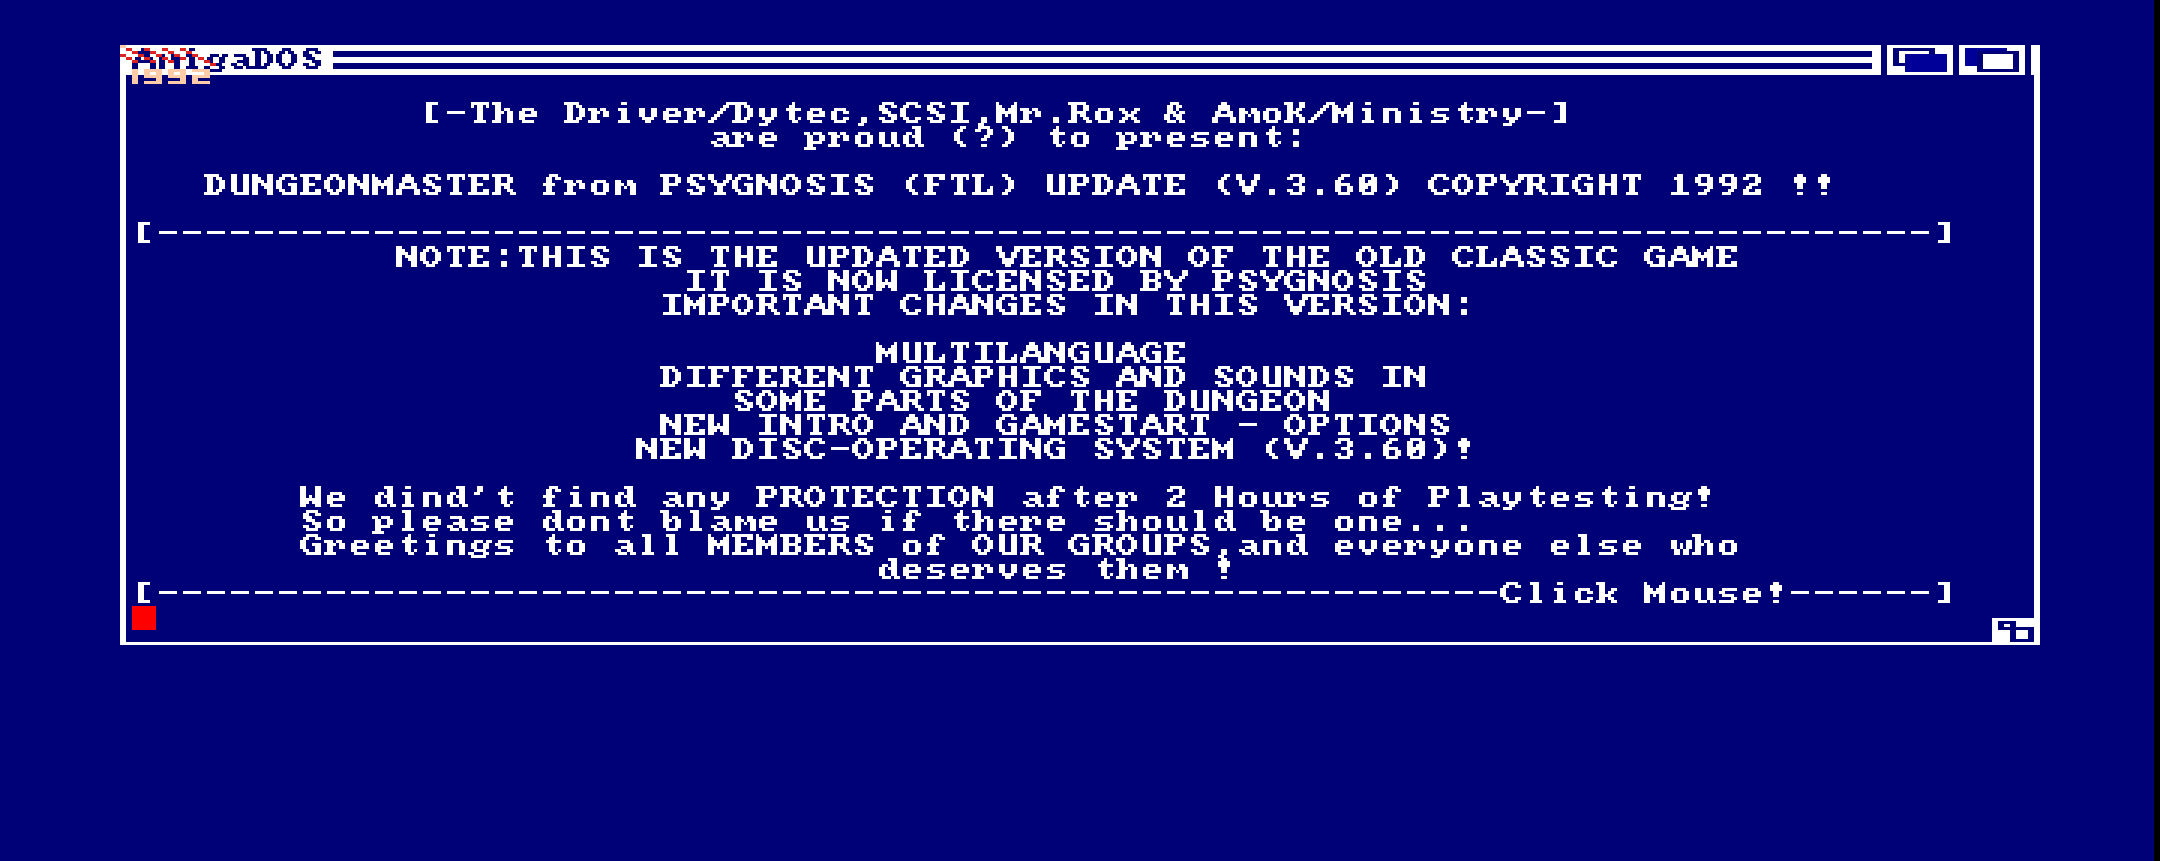 AmigaDOS
1992
[-The Driver/Dytec,SCSI,Mr.Rox & AmoK/Ministry-]
are proud (?) to present:
DUNGEONMASTER from PSYGNOSIS (FTL) UPDATE (V.3.60) COPYRIGHT 1992 !!
[---------------------------------------------------------------------------]
NOTE:THIS IS THE UPDATED VERSION OF THE OLD CLASSIC GAME
IT IS NOW LICENSED BY PSYGNOSIS
IMPORTANT CHANGES IN THIS VERSION:
MULTILANGUAGE
DIFFERENT GRAPHICS AND SOUNDS IN
SOME PARTS OF THE DUNGEON
NEW INTRO AND GAMESTART - OPTIONS
NEW DISC-OPERATING SYSTEM (V.3.60)!
We dind't find any PROTECTION after 2 Hours of Playtesting!
So please dont blame us if there should be one...
Greetings to all MEMBERS of OUR GROUPS,and everyone else who
deserves them !
[---------------------------------------------------------Click Mouse!------]